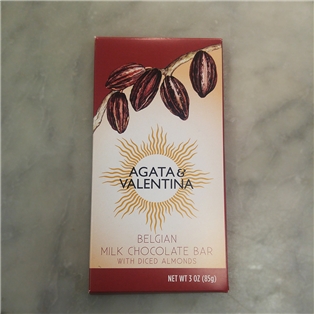 AGATA &
VALENTINA
BELGIAN
MILK CHOCOLATE BAR
WITH DICED ALMONDS
NET WT 3 OZ (85g)